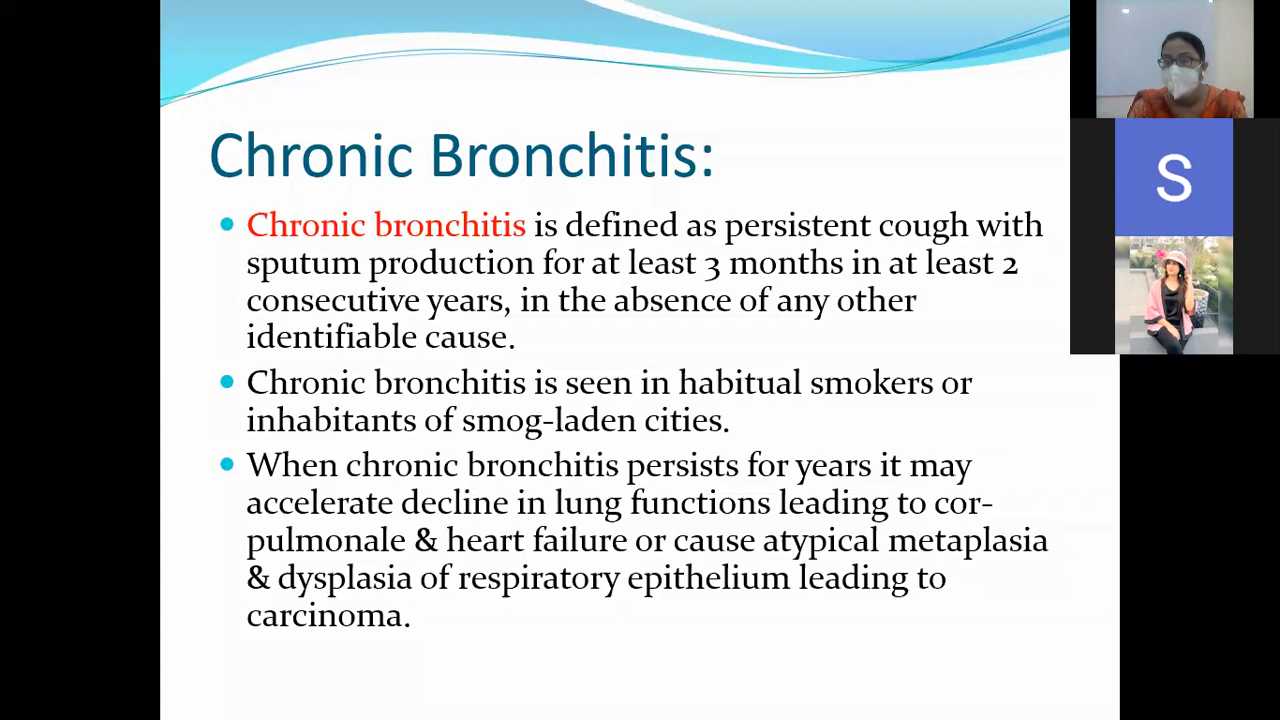 Chronic Bronchitis:
Chronic bronchitis is defined as persistent cough with
sputum production for at least 3 months in at least 2
consecutive years, in the absence of any other
identifiable cause.
Chronic bronchitis is seen in habitual smokers or
inhabitants of smog-laden cities.
When chronic bronchitis persists for years it may
accelerate decline in lung functions leading to cor-
pulmonale & heart failure or cause atypical metaplasia
& dysplasia of respiratory epithelium leading to
carcinoma.
S